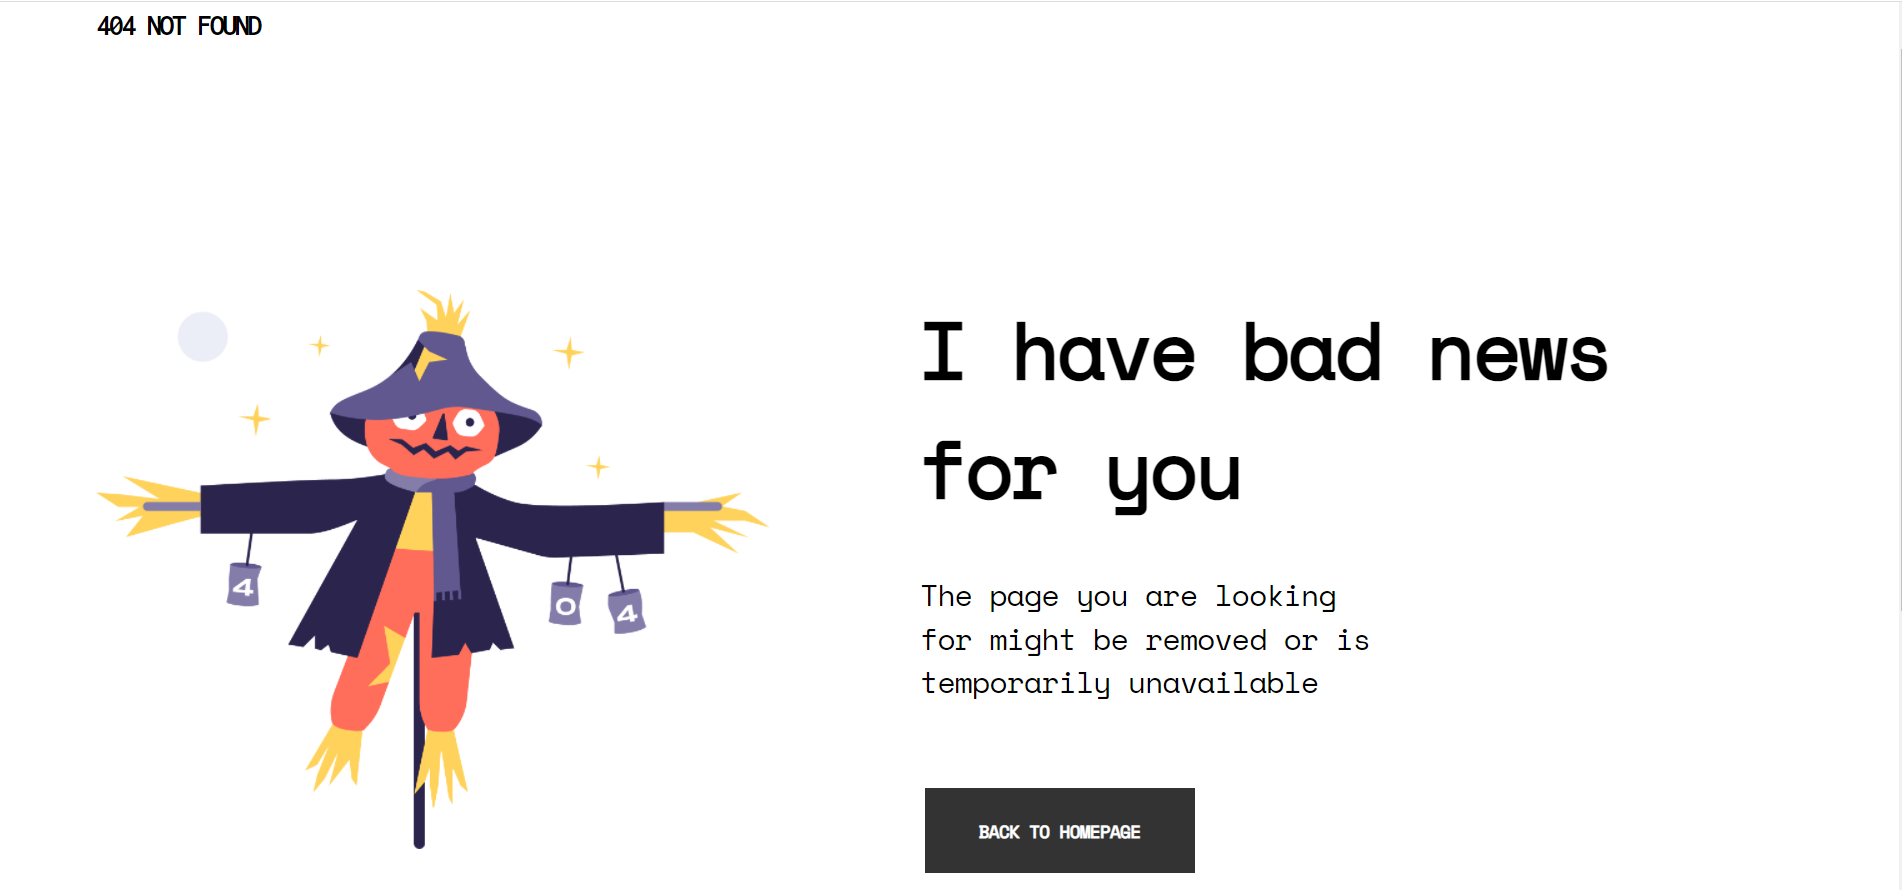 404 NOT FOUND
I have bad news
for you
The page you are looking
for might be removed or is
temporarily unavailable
BACK TO HOMEPAGE
4
0
4